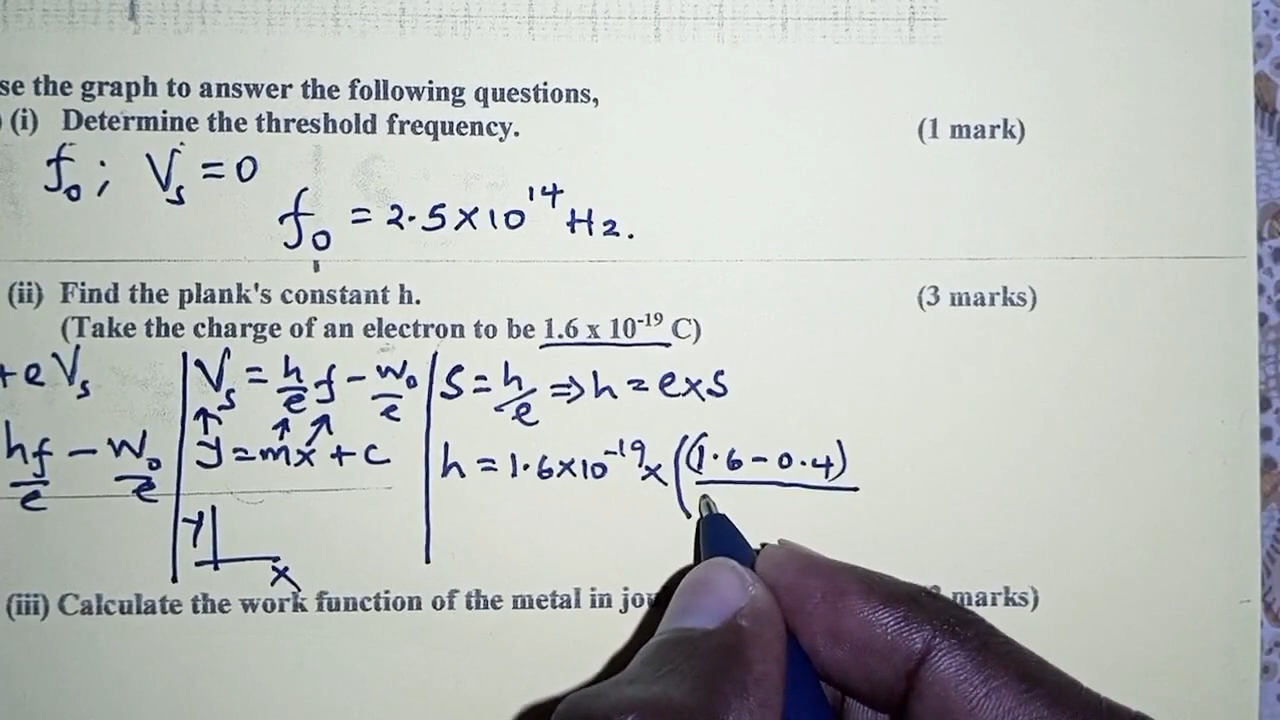 se the graph to answer the following questions,
(i) Determine the threshold frequency. (1 mark)
f₀; Vₛ = 0
f₀ = 2.5 × 10¹⁴ Hz.
(ii) Find the plank's constant h. (3 marks)
(Take the charge of an electron to be 1.6 x 10⁻¹⁹ C)
+eVₛ
Vₛ = h/e f - W₀/e
S = h/e ⇒ h = e × S
hf/e - W₀/e
y = mx + c
h = 1.6 × 10⁻¹⁹ × ((1.6 - 0.4)
Y
X
(iii) Calculate the work function of the metal in marks)